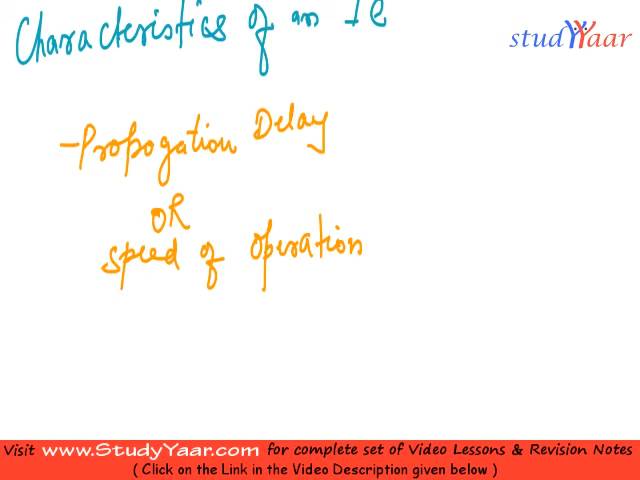 Characteristics of an IC
studYYaar
- Propogation Delay
OR
Speed of Operation
Visit www.StudyYaar.com for complete set of Video Lessons & Revision Notes
( Click on the Link in the Video Description given below )